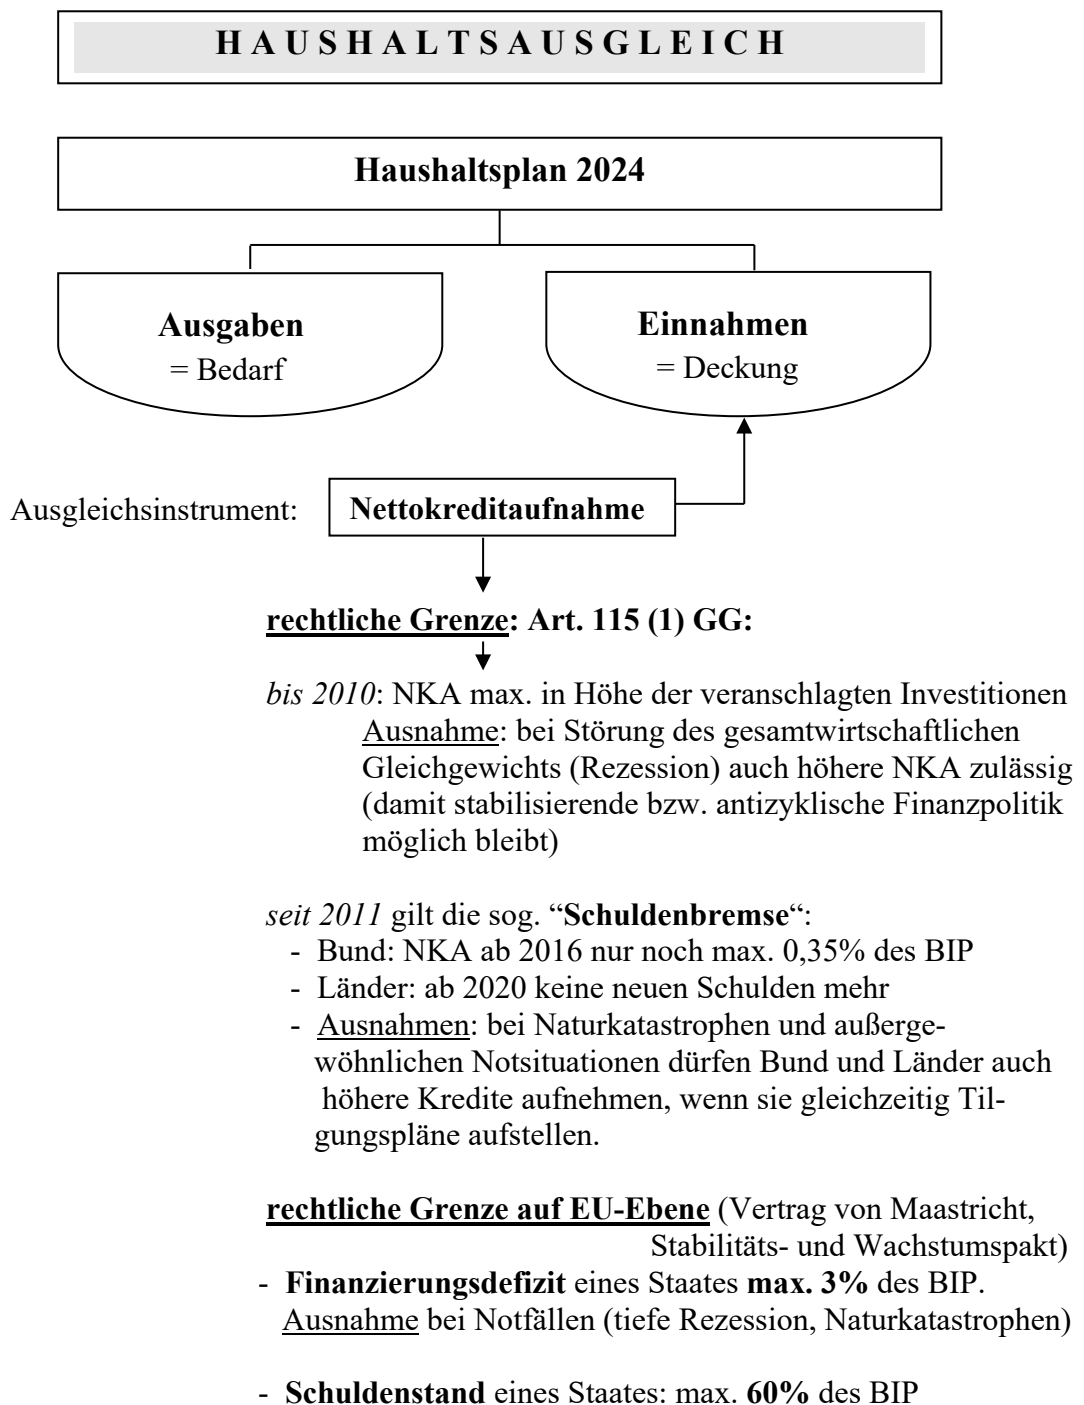 HAUSHALTSAUSGLEICH
Haushaltsplan 2024
Ausgaben
= Bedarf
Einnahmen
= Deckung
Ausgleichsinstrument: Nettokreditaufnahme
rechtliche Grenze: Art. 115 (1) GG:
bis 2010: NKA max. in Höhe der veranschlagten Investitionen
Ausnahme: bei Störung des gesamtwirtschaftlichen
Gleichgewichts (Rezession) auch höhere NKA zulässig
(damit stabilisierende bzw. antizyklische Finanzpolitik
möglich bleibt)
seit 2011 gilt die sog. “Schuldenbremse“:
- Bund: NKA ab 2016 nur noch max. 0,35% des BIP
- Länder: ab 2020 keine neuen Schulden mehr
- Ausnahmen: bei Naturkatastrophen und außerge-
wöhnlichen Notsituationen dürfen Bund und Länder auch
höhere Kredite aufnehmen, wenn sie gleichzeitig Til-
gungspläne aufstellen.
rechtliche Grenze auf EU-Ebene (Vertrag von Maastricht,
Stabilitäts- und Wachstumspakt)
- Finanzierungsdefizit eines Staates max. 3% des BIP.
Ausnahme bei Notfällen (tiefe Rezession, Naturkatastrophen)
- Schuldenstand eines Staates: max. 60% des BIP